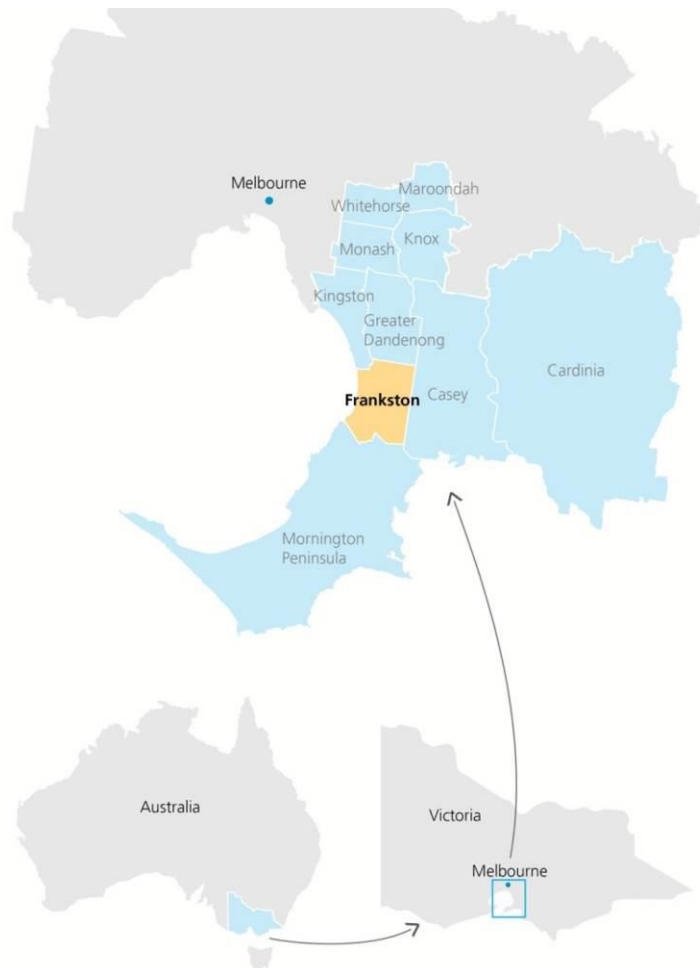 Melbourne
Maroondah
Whitehorse
Knox
Monash
Kingston
Greater
Dandenong
Cardinia
Casey
Frankston
Mornington
Peninsula
Australia
Victoria
Melbourne